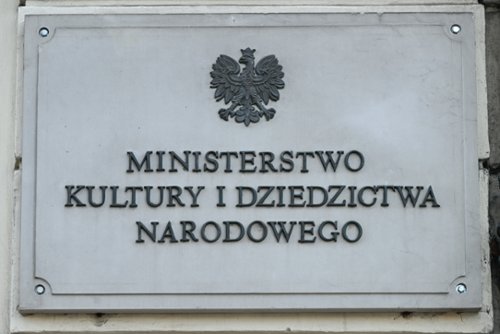 MINISTERSTWO
KULTURY I DZIEDZICTWA
NARODOWEGO